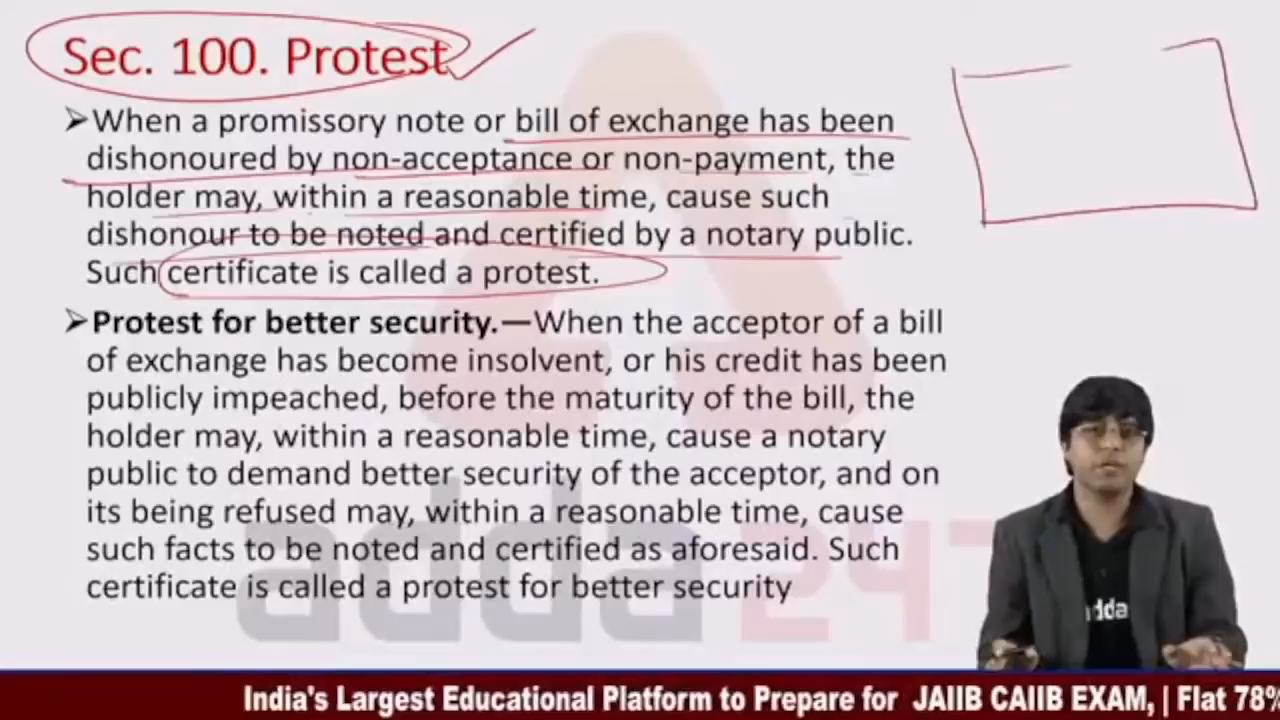 Sec. 100. Protest
➢When a promissory note or bill of exchange has been
dishonoured by non-acceptance or non-payment, the
holder may, within a reasonable time, cause such
dishonour to be noted and certified by a notary public.
Such certificate is called a protest.
➢Protest for better security.—When the acceptor of a bill
of exchange has become insolvent, or his credit has been
publicly impeached, before the maturity of the bill, the
holder may, within a reasonable time, cause a notary
public to demand better security of the acceptor, and on
its being refused may, within a reasonable time, cause
such facts to be noted and certified as aforesaid. Such
certificate is called a protest for better security
adda247
adda
India's Largest Educational Platform to Prepare for JAIIB CAIIB EXAM, | Flat 78%